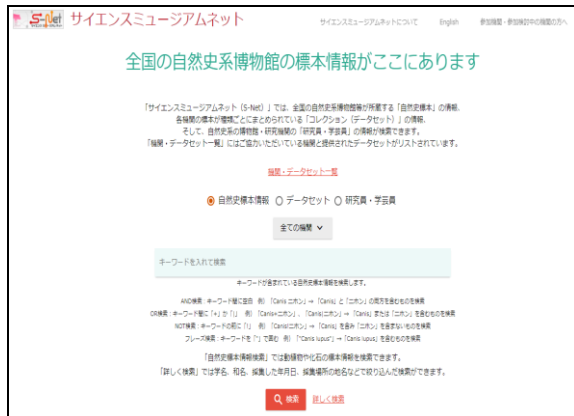 S-Net サイエンスミュージアムネット
サイエンスミュージアムネットについて English 参加機関・参加検討中の機関の方へ
全国の自然史系博物館の標本情報がここにあります
「サイエンスミュージアムネット（S-Net）」では、全国の自然史系博物館等が所蔵する「自然史標本」の情報、
各機関の標本が種類ごとにまとめられている「コレクション（データセット）」の情報、
そして、自然史系の博物館・研究機関の「研究員・学芸員」の情報が検索できます。
「機関・データセット一覧」にはご協力いただいている機関と提供されたデータセットがリストされています。
機関・データセット一覧
自然史標本情報 データセット 研究員・学芸員
全ての機関
キーワードを入れて検索
キーワードが含まれている自然史標本情報を検索します。
AND検索：キーワード間に空白 例）「Canis ニホン」→「Canis」と「ニホン」の両方を含むものを検索
OR検索：キーワード間に「+」か「|」 例）「Canis+ニホン」、「Canis|ニホン」→「Canis」または「ニホン」を含むものを検索
NOT検索：キーワードの前に「!」 例）「Canis!ニホン」→「Canis」を含み「ニホン」を含まないものを検索
フレーズ検索：キーワードを「"」で囲む 例）「"Canis lupus"」→「Canis lupus」を含むものを検索
「自然史標本情報検索」では動植物や化石の標本情報を検索できます。
「詳しく検索」では学名、和名、採集した年月日、採集場所の地名などで絞り込んだ検索ができます。
検索 詳しく検索